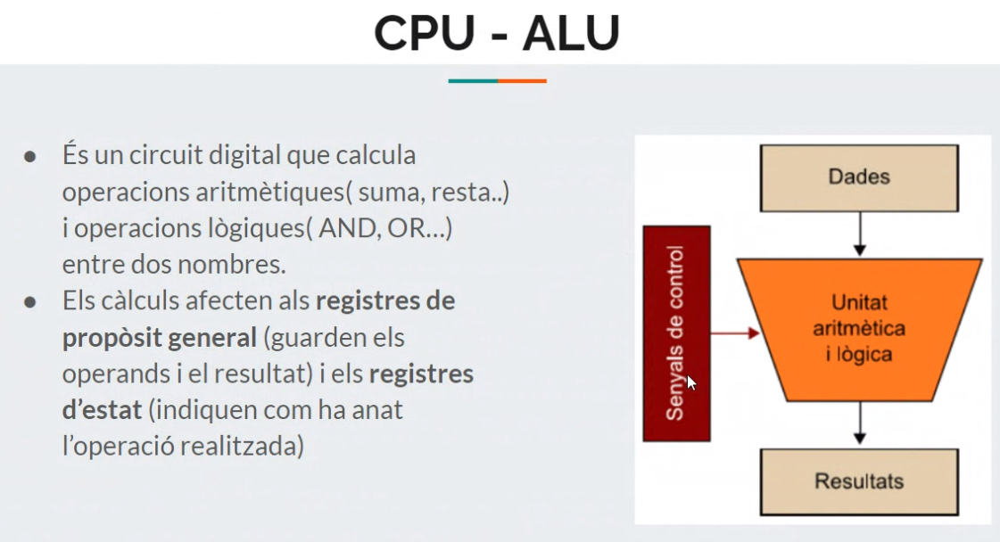 CPU - ALU
● És un circuit digital que calcula
operacions aritmètiques( suma, resta..)
i operacions lògiques( AND, OR...)
entre dos nombres.
● Els càlculs afecten als registres de
propòsit general (guarden els
operands i el resultat) i els registres
d’estat (indiquen com ha anat
l’operació realitzada)
Dades
Senyals de control
Unitat
aritmètica
i lògica
Resultats